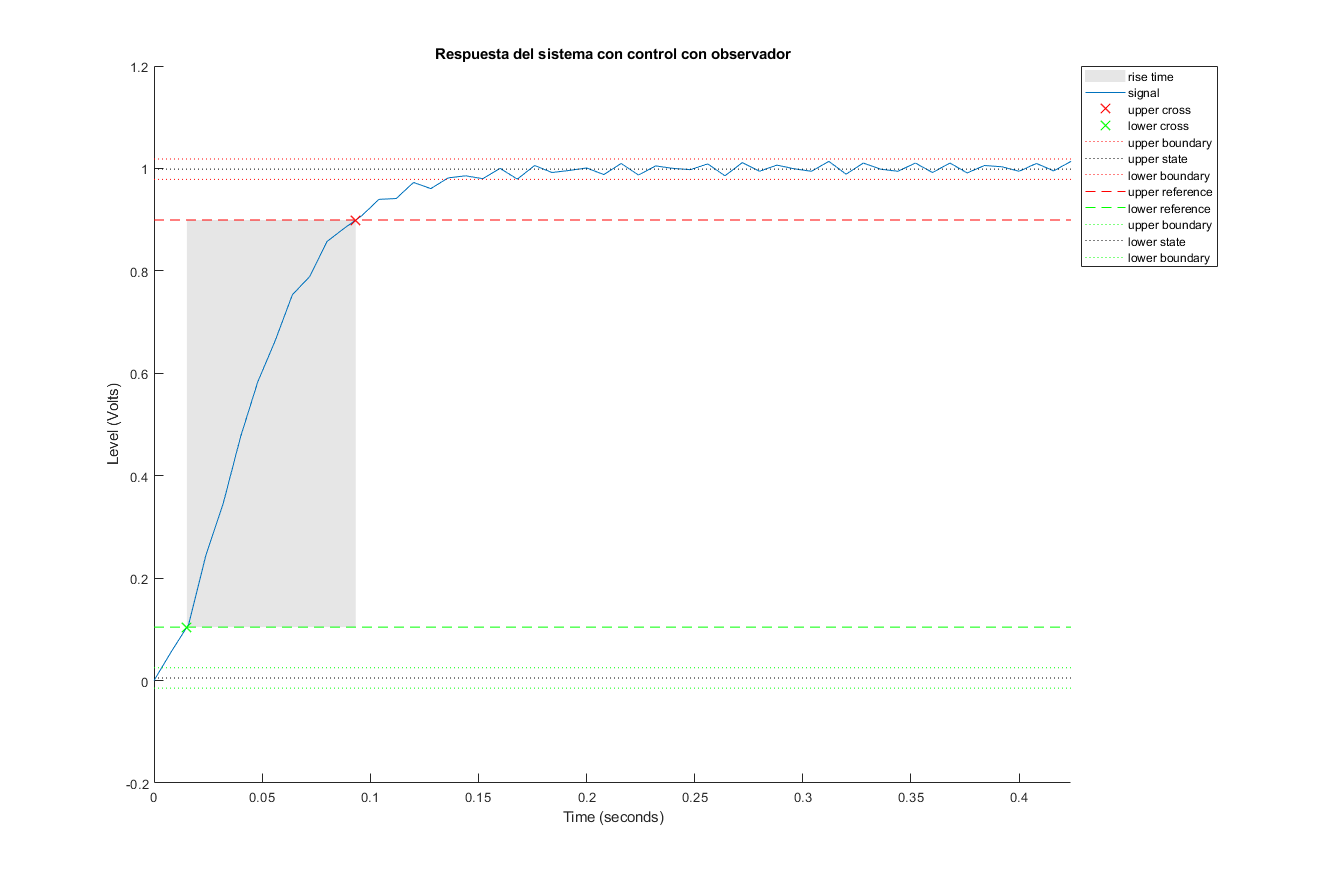 Respuesta del sistema con control con observador
1.2
1
0.8
0.6
0.4
0.2
0
-0.2
Level (Volts)
0 0.05 0.1 0.15 0.2 0.25 0.3 0.35 0.4
Time (seconds)
rise time
signal
upper cross
lower cross
upper boundary
upper state
lower boundary
upper reference
lower reference
upper boundary
lower state
lower boundary